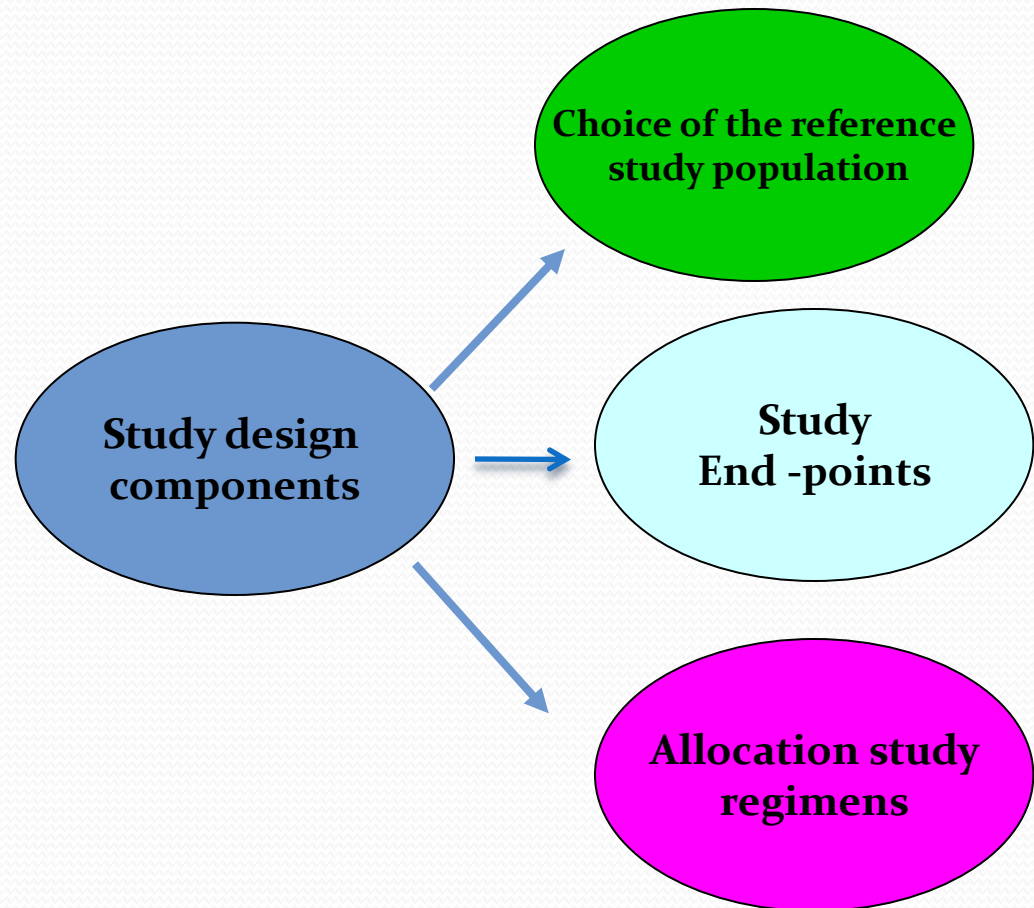 Choice of the reference
study population
Study design
components
Study
End -points
Allocation study
regimens